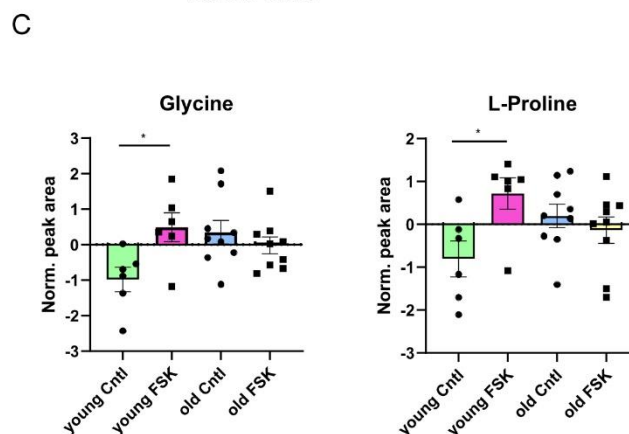 C
Glycine
*
Norm. peak area
3
2
1
0
-1
-2
-3
young Cntl
young FSK
old Cntl
old FSK
L-Proline
*
Norm. peak area
2
1
0
-1
-2
-3
young Cntl
young FSK
old Cntl
old FSK